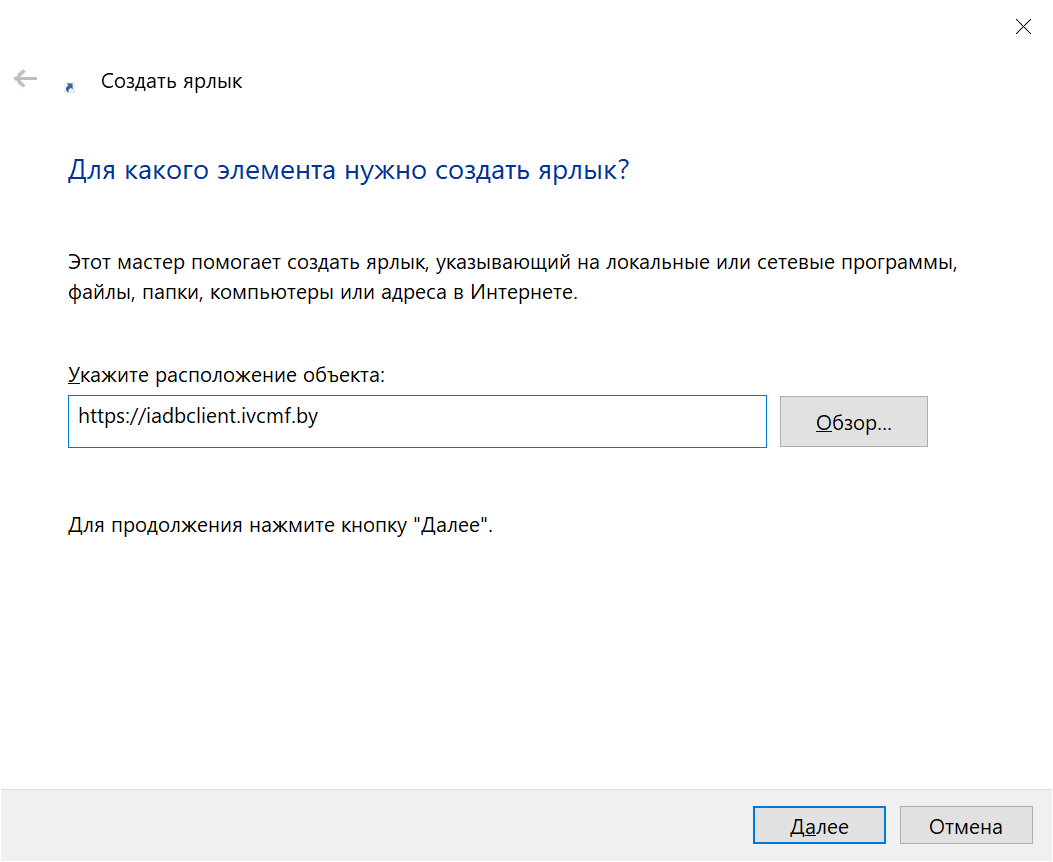 Создать ярлык
Для какого элемента нужно создать ярлык?
Этот мастер помогает создать ярлык, указывающий на локальные или сетевые программы,
файлы, папки, компьютеры или адреса в Интернете.
Укажите расположение объекта:
https://iadbclient.ivcmf.by
Обзор...
Для продолжения нажмите кнопку "Далее".
Далее
Отмена